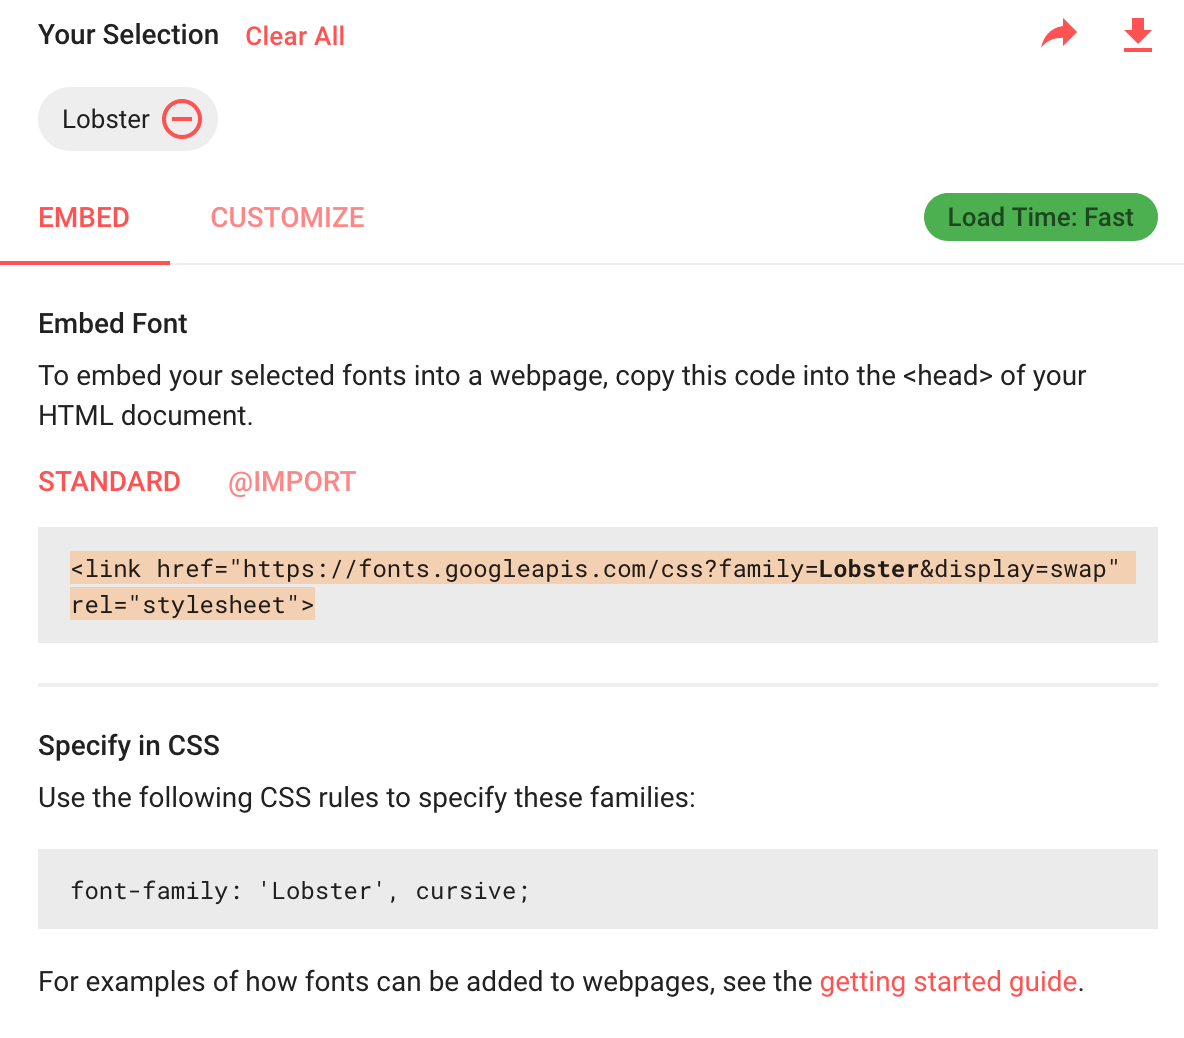 Your Selection Clear All
Lobster
EMBED CUSTOMIZE Load Time: Fast
Embed Font
To embed your selected fonts into a webpage, copy this code into the <head> of your
HTML document.
STANDARD @IMPORT
<link href="https://fonts.googleapis.com/css?family=Lobster&display=swap"
rel="stylesheet">
Specify in CSS
Use the following CSS rules to specify these families:
font-family: 'Lobster', cursive;
For examples of how fonts can be added to webpages, see the getting started guide.